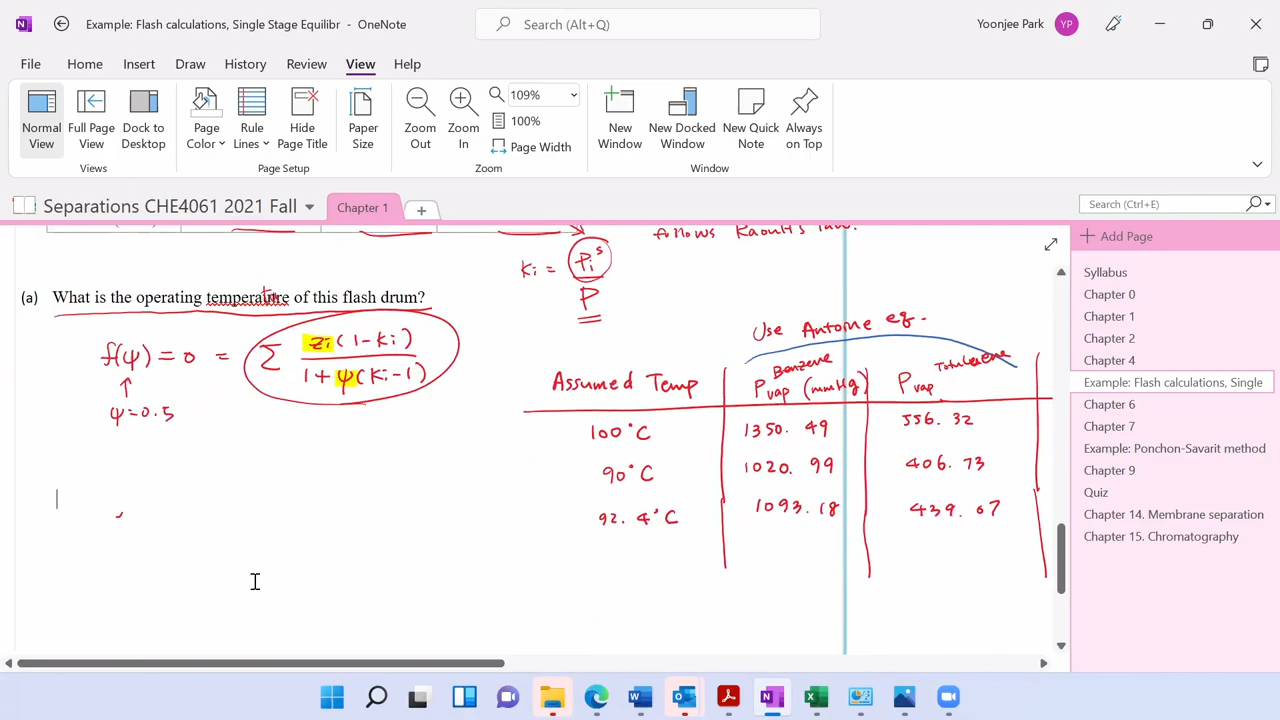 Example: Flash calculations, Single Stage Equilibr - OneNote
Search (Alt+Q)
Yoonjee Park
YP
File Home Insert Draw History Review View Help
Normal View
Full Page View
Dock to Desktop
Views
Page Color
Rule Lines
Hide Page Title
Paper Size
Page Setup
Zoom Out
Zoom In
109%
100%
Page Width
Zoom
New Window
New Docked Window
New Quick Note
Always on Top
Window
Separations CHE4061 2021 Fall
Chapter 1
+
Search (Ctrl+E)
Add Page
Syllabus
Chapter 0
Chapter 1
Chapter 2
Chapter 4
Example: Flash calculations, Single
Chapter 6
Chapter 7
Example: Ponchon-Savarit method
Chapter 9
Quiz
Chapter 14. Membrane separation
Chapter 15. Chromatography
follows Raoult's law.
Ki = Pi^s / P
(a) What is the operating temperature of this flash drum?
f(ψ) = 0 = Σ zi(1-Ki) / 1+ψ(Ki-1)
↑
ψ=0.5
Use Antoine eq.
Assumed Temp Benzene Pvap (mmHg) Pvap
100°C 1350.49 556.32
90°C 1020.99 406.73
92.4°C 1093.18 439.07